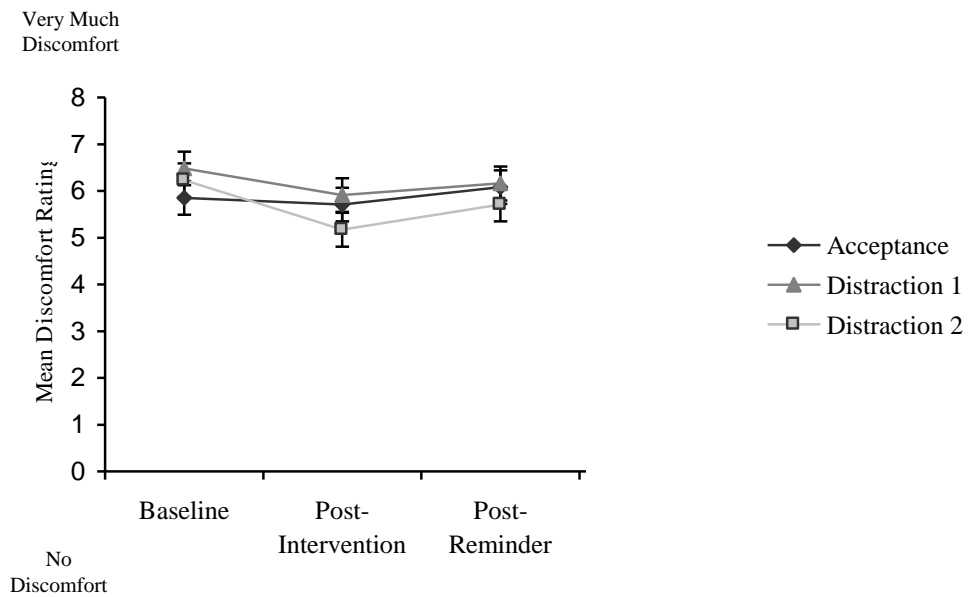 Very Much
Discomfort
8
7
6
5
4
3
2
1
0
Mean Discomfort Rating
Baseline
Post-
Intervention
Post-
Reminder
No
Discomfort
Acceptance
Distraction 1
Distraction 2